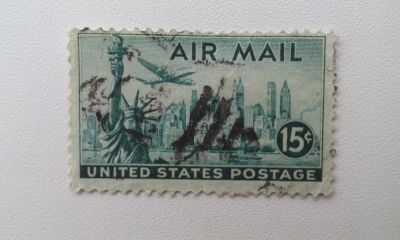 AIR MAIL
15¢
UNITED STATES POSTAGE